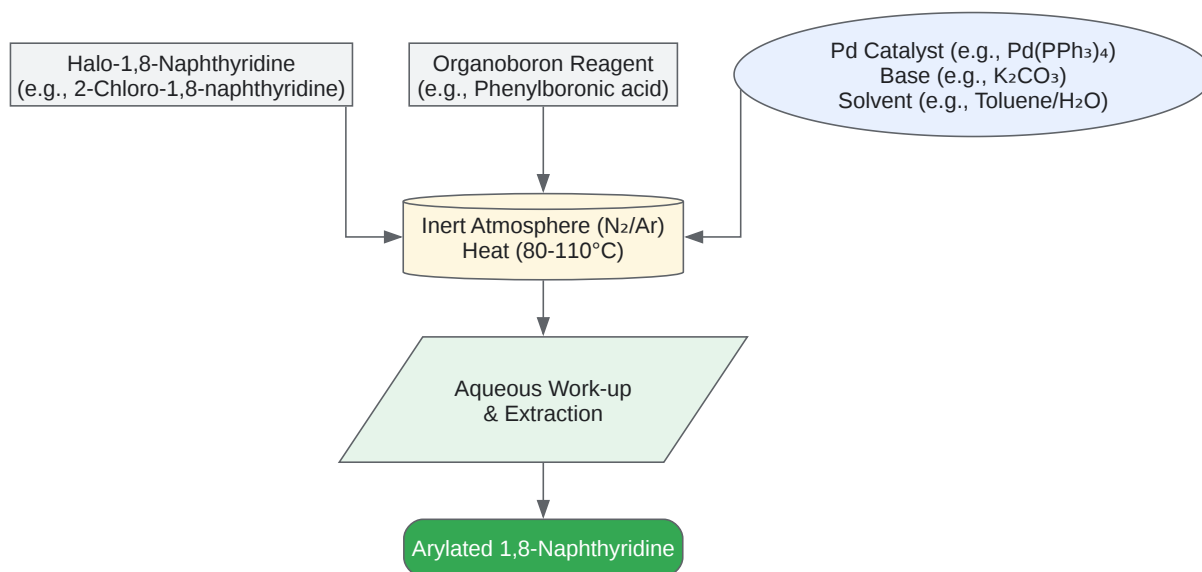 Halo-1,8-Naphthyridine
(e.g., 2-Chloro-1,8-naphthyridine)
Organoboron Reagent
(e.g., Phenylboronic acid)
Pd Catalyst (e.g., Pd(PPh₃)₄)
Base (e.g., K₂CO₃)
Solvent (e.g., Toluene/H₂O)
Inert Atmosphere (N₂/Ar)
Heat (80-110°C)
Aqueous Work-up
& Extraction
Arylated 1,8-Naphthyridine